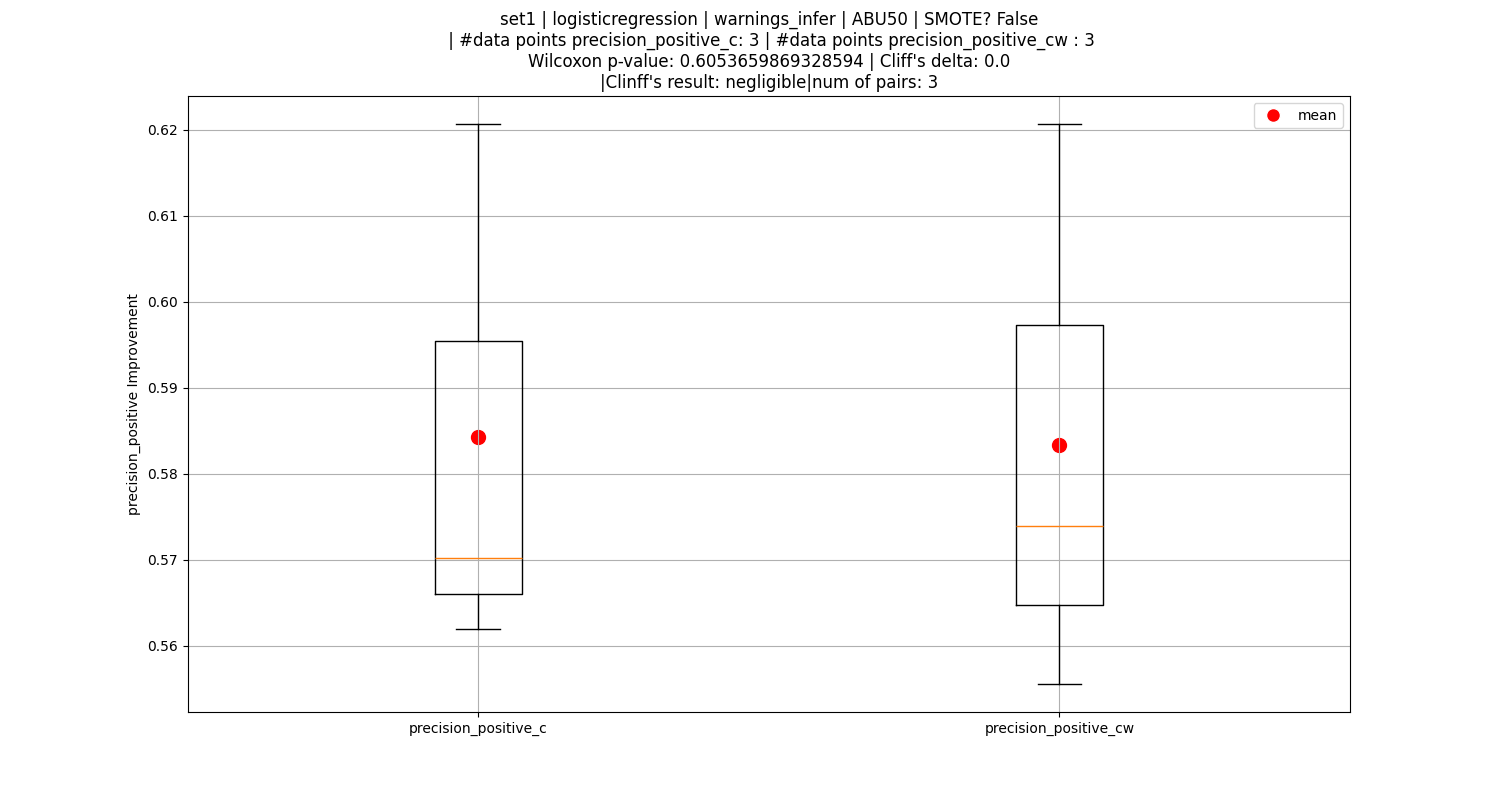 set1 | logisticregression | warnings_infer | ABU50 | SMOTE? False
| #data points precision_positive_c: 3 | #data points precision_positive_cw : 3
Wilcoxon p-value: 0.6053659869328594 | Cliff's delta: 0.0
|Clinff's result: negligible|num of pairs: 3
mean
0.62
0.61
0.60
0.59
0.58
0.57
0.56
precision_positive Improvement
precision_positive_c
precision_positive_cw